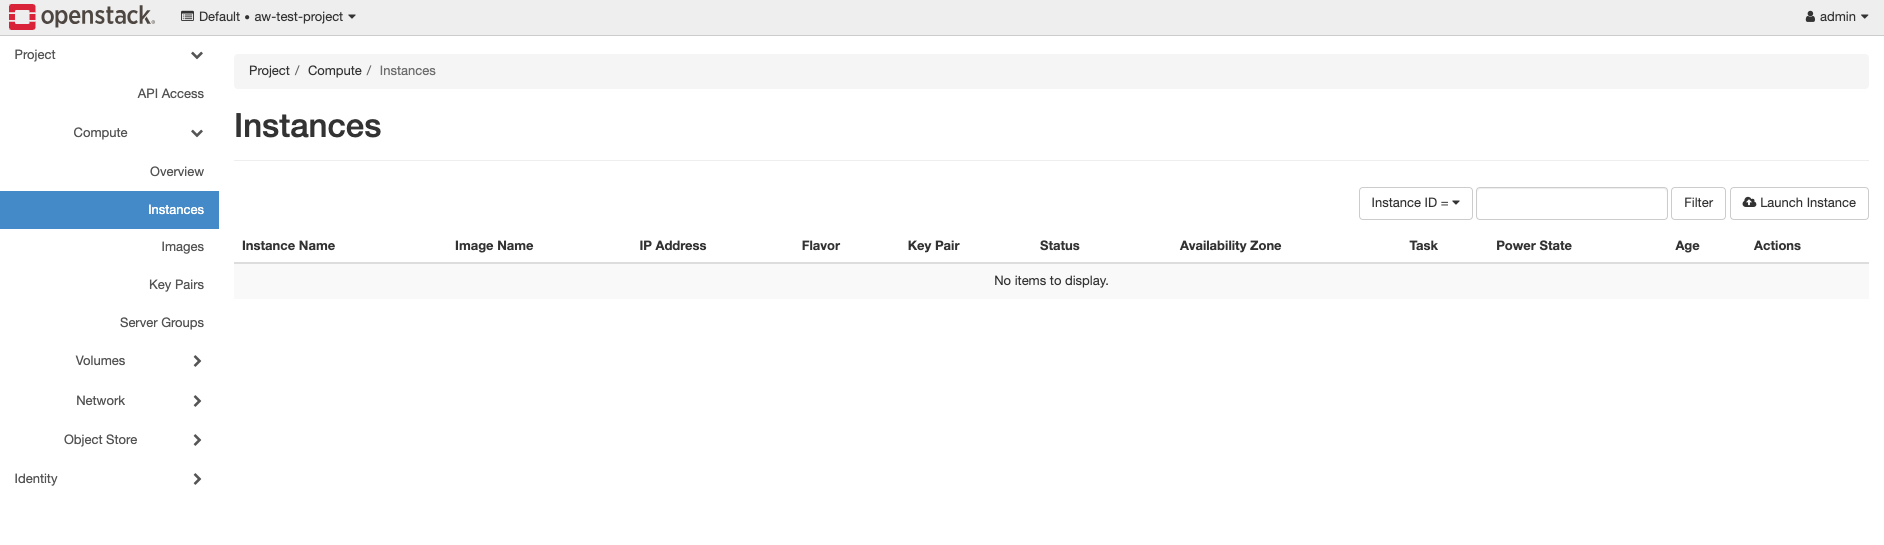 openstack. Default • aw-test-project admin
Project
API Access
Compute
Overview
Instances
Images
Key Pairs
Server Groups
Volumes
Network
Object Store
Identity
Project / Compute / Instances
Instances
Instance ID = Filter Launch Instance
Instance Name Image Name IP Address Flavor Key Pair Status Availability Zone Task Power State Age Actions
No items to display.